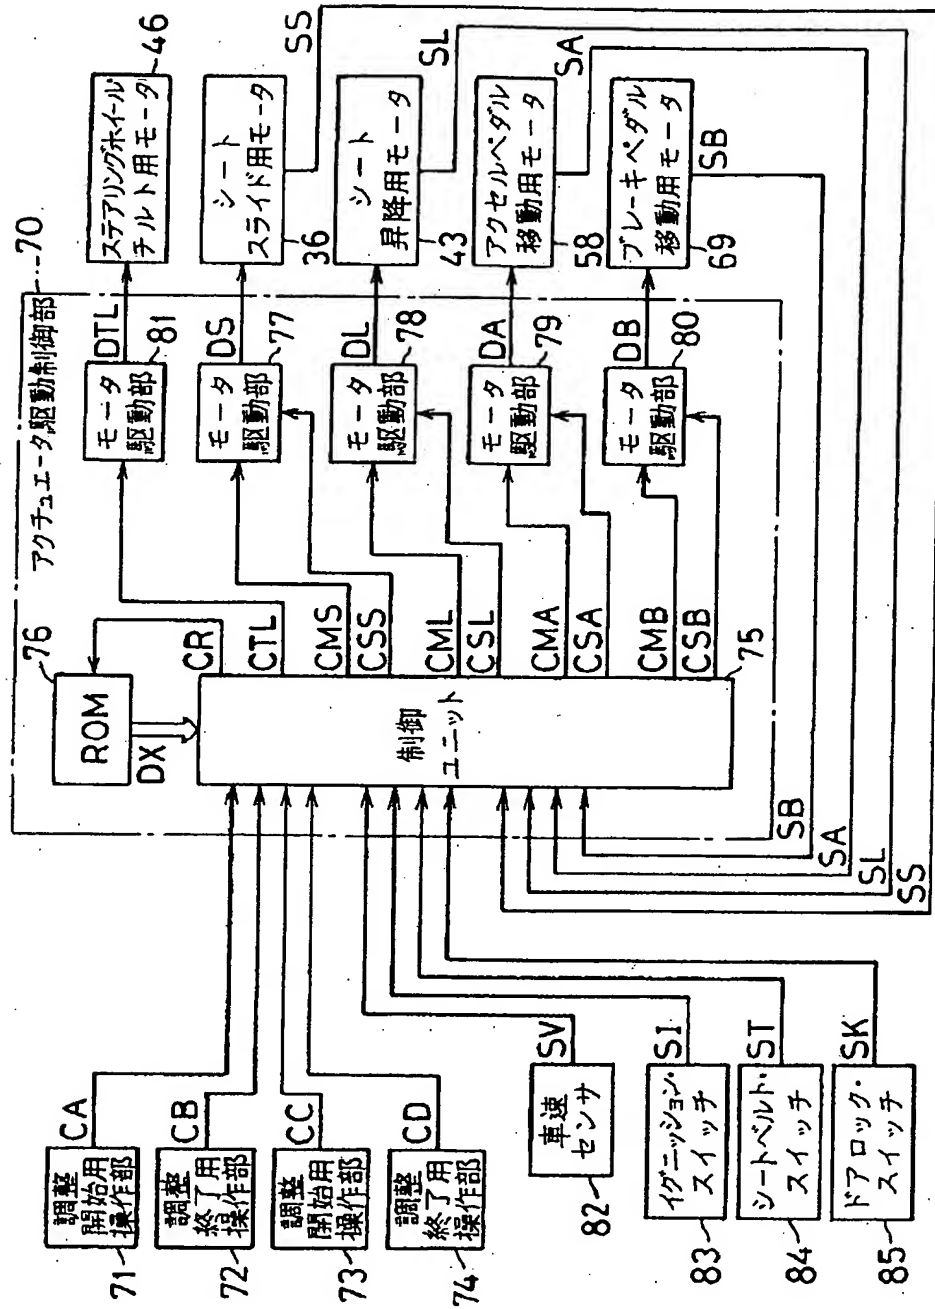 調整
開始用
操作部
71
CA
調整
終了用
操作部
72
CB
調整
開始用
操作部
73
CC
調整
終了用
操作部
74
CD
車速
センサ
82
SV
イグニッション・
スイッチ
83
SI
シートベルト・
スイッチ
84
ST
ドアロック・
スイッチ
85
SK
アクチュエータ駆動制御部
70
ROM
76
DX
CR
制御
ユニット
75
CTL
CMS
CSS
CML
CSL
CMA
CSA
CMB
CSB
SB
SA
SL
SS
モータ
駆動部
81
DTL
モータ
駆動部
77
DS
モータ
駆動部
78
DL
モータ
駆動部
79
DA
モータ
駆動部
80
DB
ステアリングホイール
チルト用モータ
46
シート
スライド用モータ
36
SS
シート
昇降用モータ
43
SL
アクセルペダル
移動用モータ
58
SA
ブレーキペダル
移動用モータ
69
SB